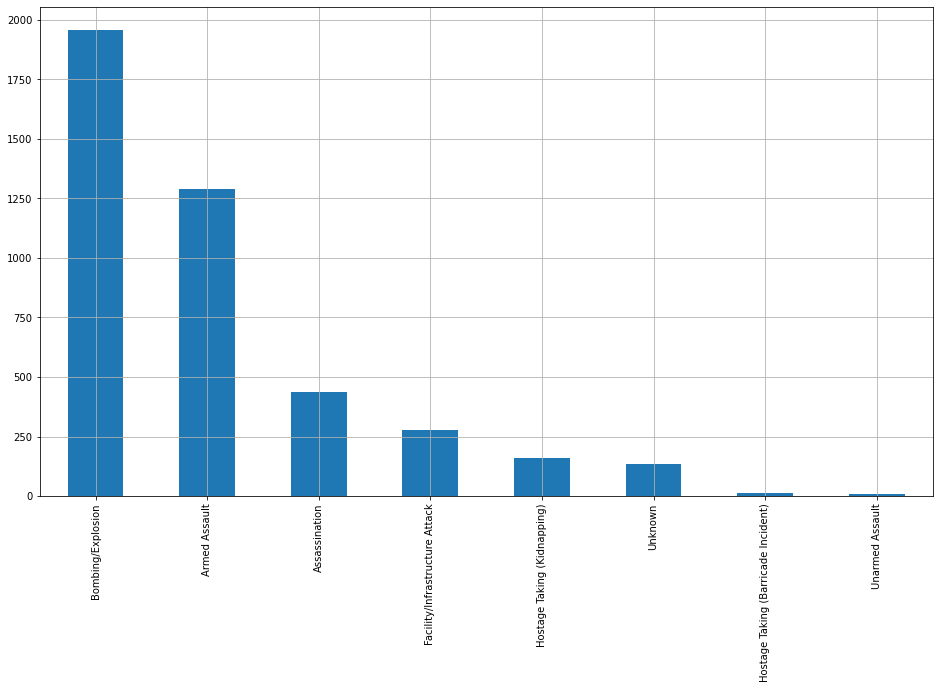 2000
1750
1500
1250
1000
750
500
250
0
Bombing/Explosion
Armed Assault
Assassination
Facility/Infrastructure Attack
Hostage Taking (Kidnapping)
Unknown
Hostage Taking (Barricade Incident)
Unarmed Assault